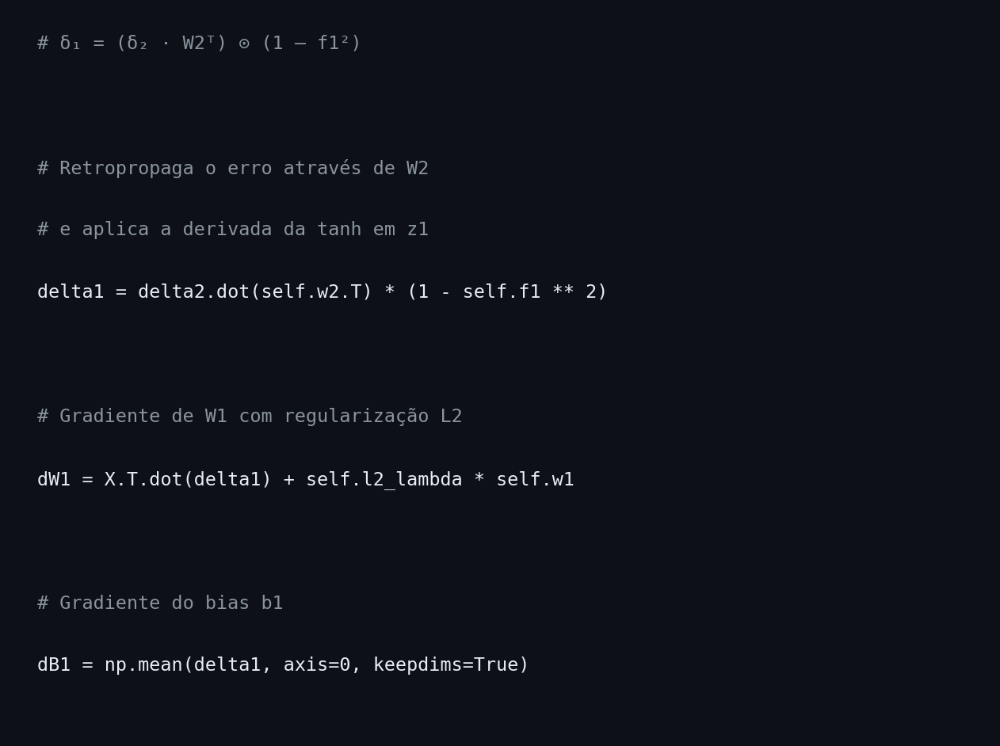 # δ₁ = (δ₂ · W2ᵀ) ⊙ (1 − f1²)
# Retropropaga o erro através de W2
# e aplica a derivada da tanh em z1
delta1 = delta2.dot(self.w2.T) * (1 - self.f1 ** 2)
# Gradiente de W1 com regularização L2
dW1 = X.T.dot(delta1) + self.l2_lambda * self.w1
# Gradiente do bias b1
dB1 = np.mean(delta1, axis=0, keepdims=True)